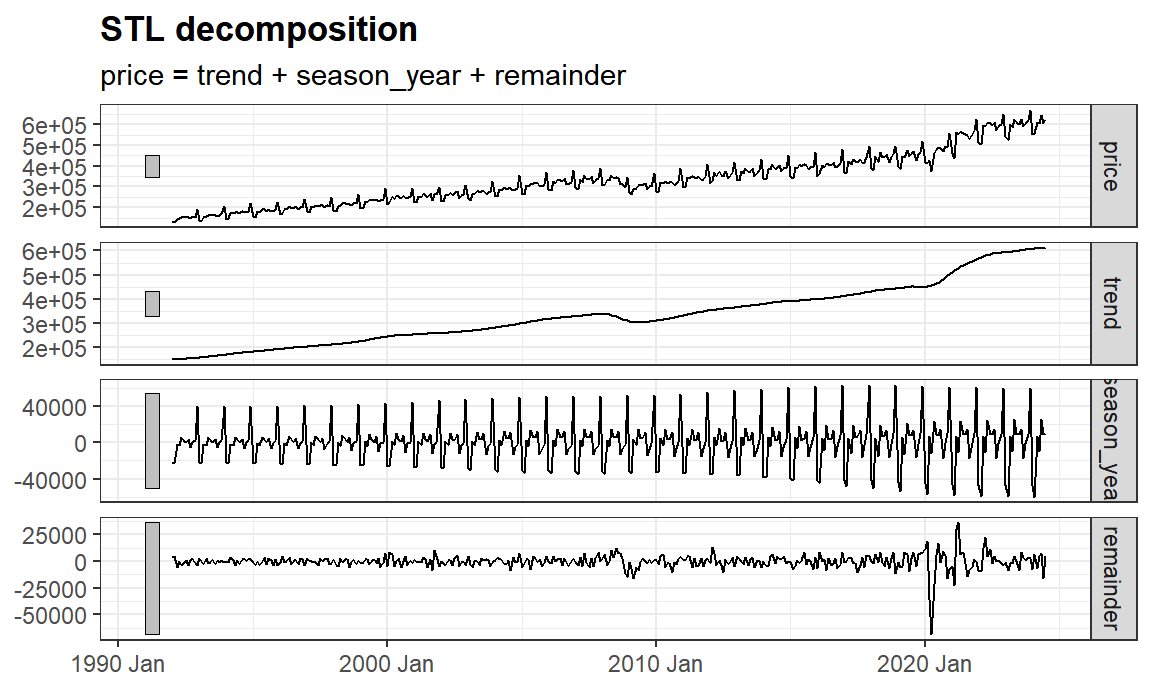 STL decomposition
price = trend + season_year + remainder
6e+05
5e+05
4e+05
3e+05
2e+05
price
6e+05
5e+05
4e+05
3e+05
2e+05
trend
40000
0
-40000
season_yea
25000
0
-25000
-50000
remainder
1990 Jan
2000 Jan
2010 Jan
2020 Jan